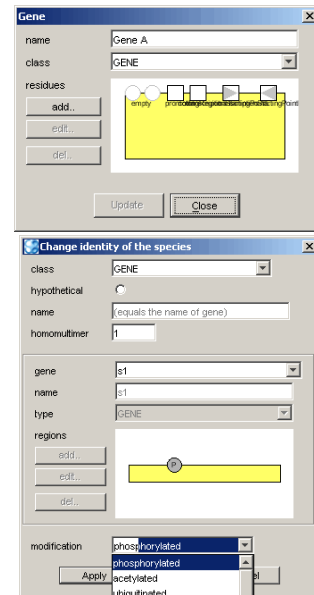 Gene
name Gene A
class GENE
residues
empty
add..
edit..
del..
Update Close
Change identity of the species
class GENE
hypothetical
name (equals the name of gene)
homomultimer 1
gene s1
name s1
type GENE
regions
add..
P
edit..
del..
modification phosphorylated
phosphorylated
Apply acetylated el
ubiquitinated